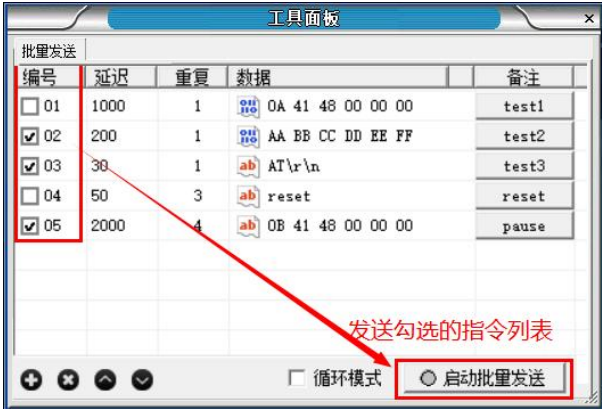 工具面板
批量发送
编号 延迟 重复 数据 备注
01 1000 1 0A 41 48 00 00 00 test1
02 200 1 AA BB CC DD EE FF test2
03 30 1 ab AT\r\n test3
04 50 3 ab reset reset
05 2000 4 ab 0B 41 48 00 00 00 pause
发送勾选的指令列表
循环模式 启动批量发送